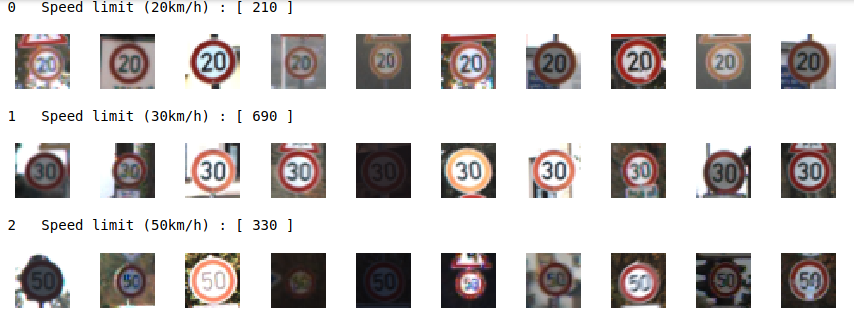 0 Speed limit (20km/h) : [ 210 ]
20 20 20 20 20 20 20 20 20 20
1 Speed limit (30km/h) : [ 690 ]
30 30 30 30 30 30 30 30 30 30
2 Speed limit (50km/h) : [ 330 ]
50 50 50 50 50 50 50 50 50 50